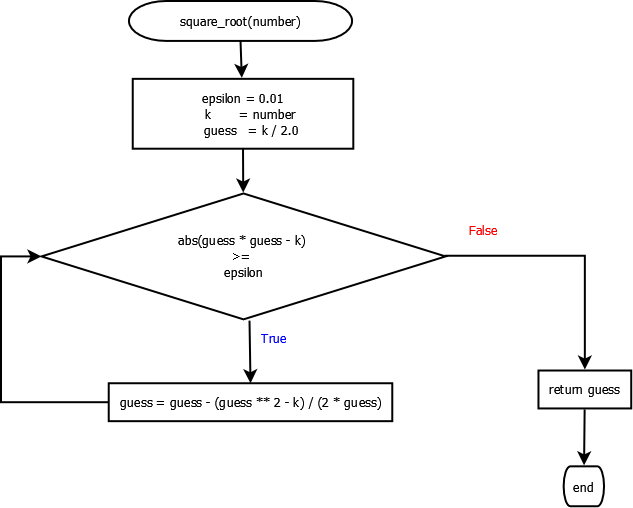 square_root(number)
epsilon = 0.01
k = number
guess = k / 2.0
abs(guess * guess - k)
>=
epsilon
False
True
guess = guess - (guess ** 2 - k) / (2 * guess)
return guess
end